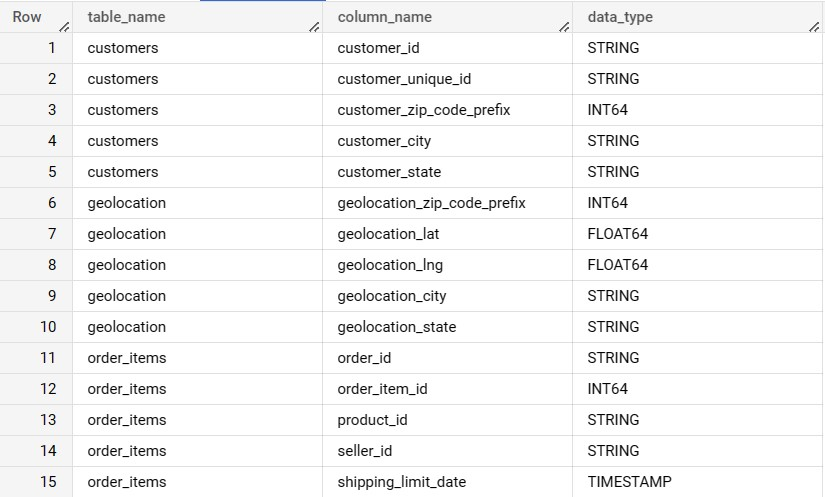 Row table_name column_name data_type
1 customers customer_id STRING
2 customers customer_unique_id STRING
3 customers customer_zip_code_prefix INT64
4 customers customer_city STRING
5 customers customer_state STRING
6 geolocation geolocation_zip_code_prefix INT64
7 geolocation geolocation_lat FLOAT64
8 geolocation geolocation_lng FLOAT64
9 geolocation geolocation_city STRING
10 geolocation geolocation_state STRING
11 order_items order_id STRING
12 order_items order_item_id INT64
13 order_items product_id STRING
14 order_items seller_id STRING
15 order_items shipping_limit_date TIMESTAMP